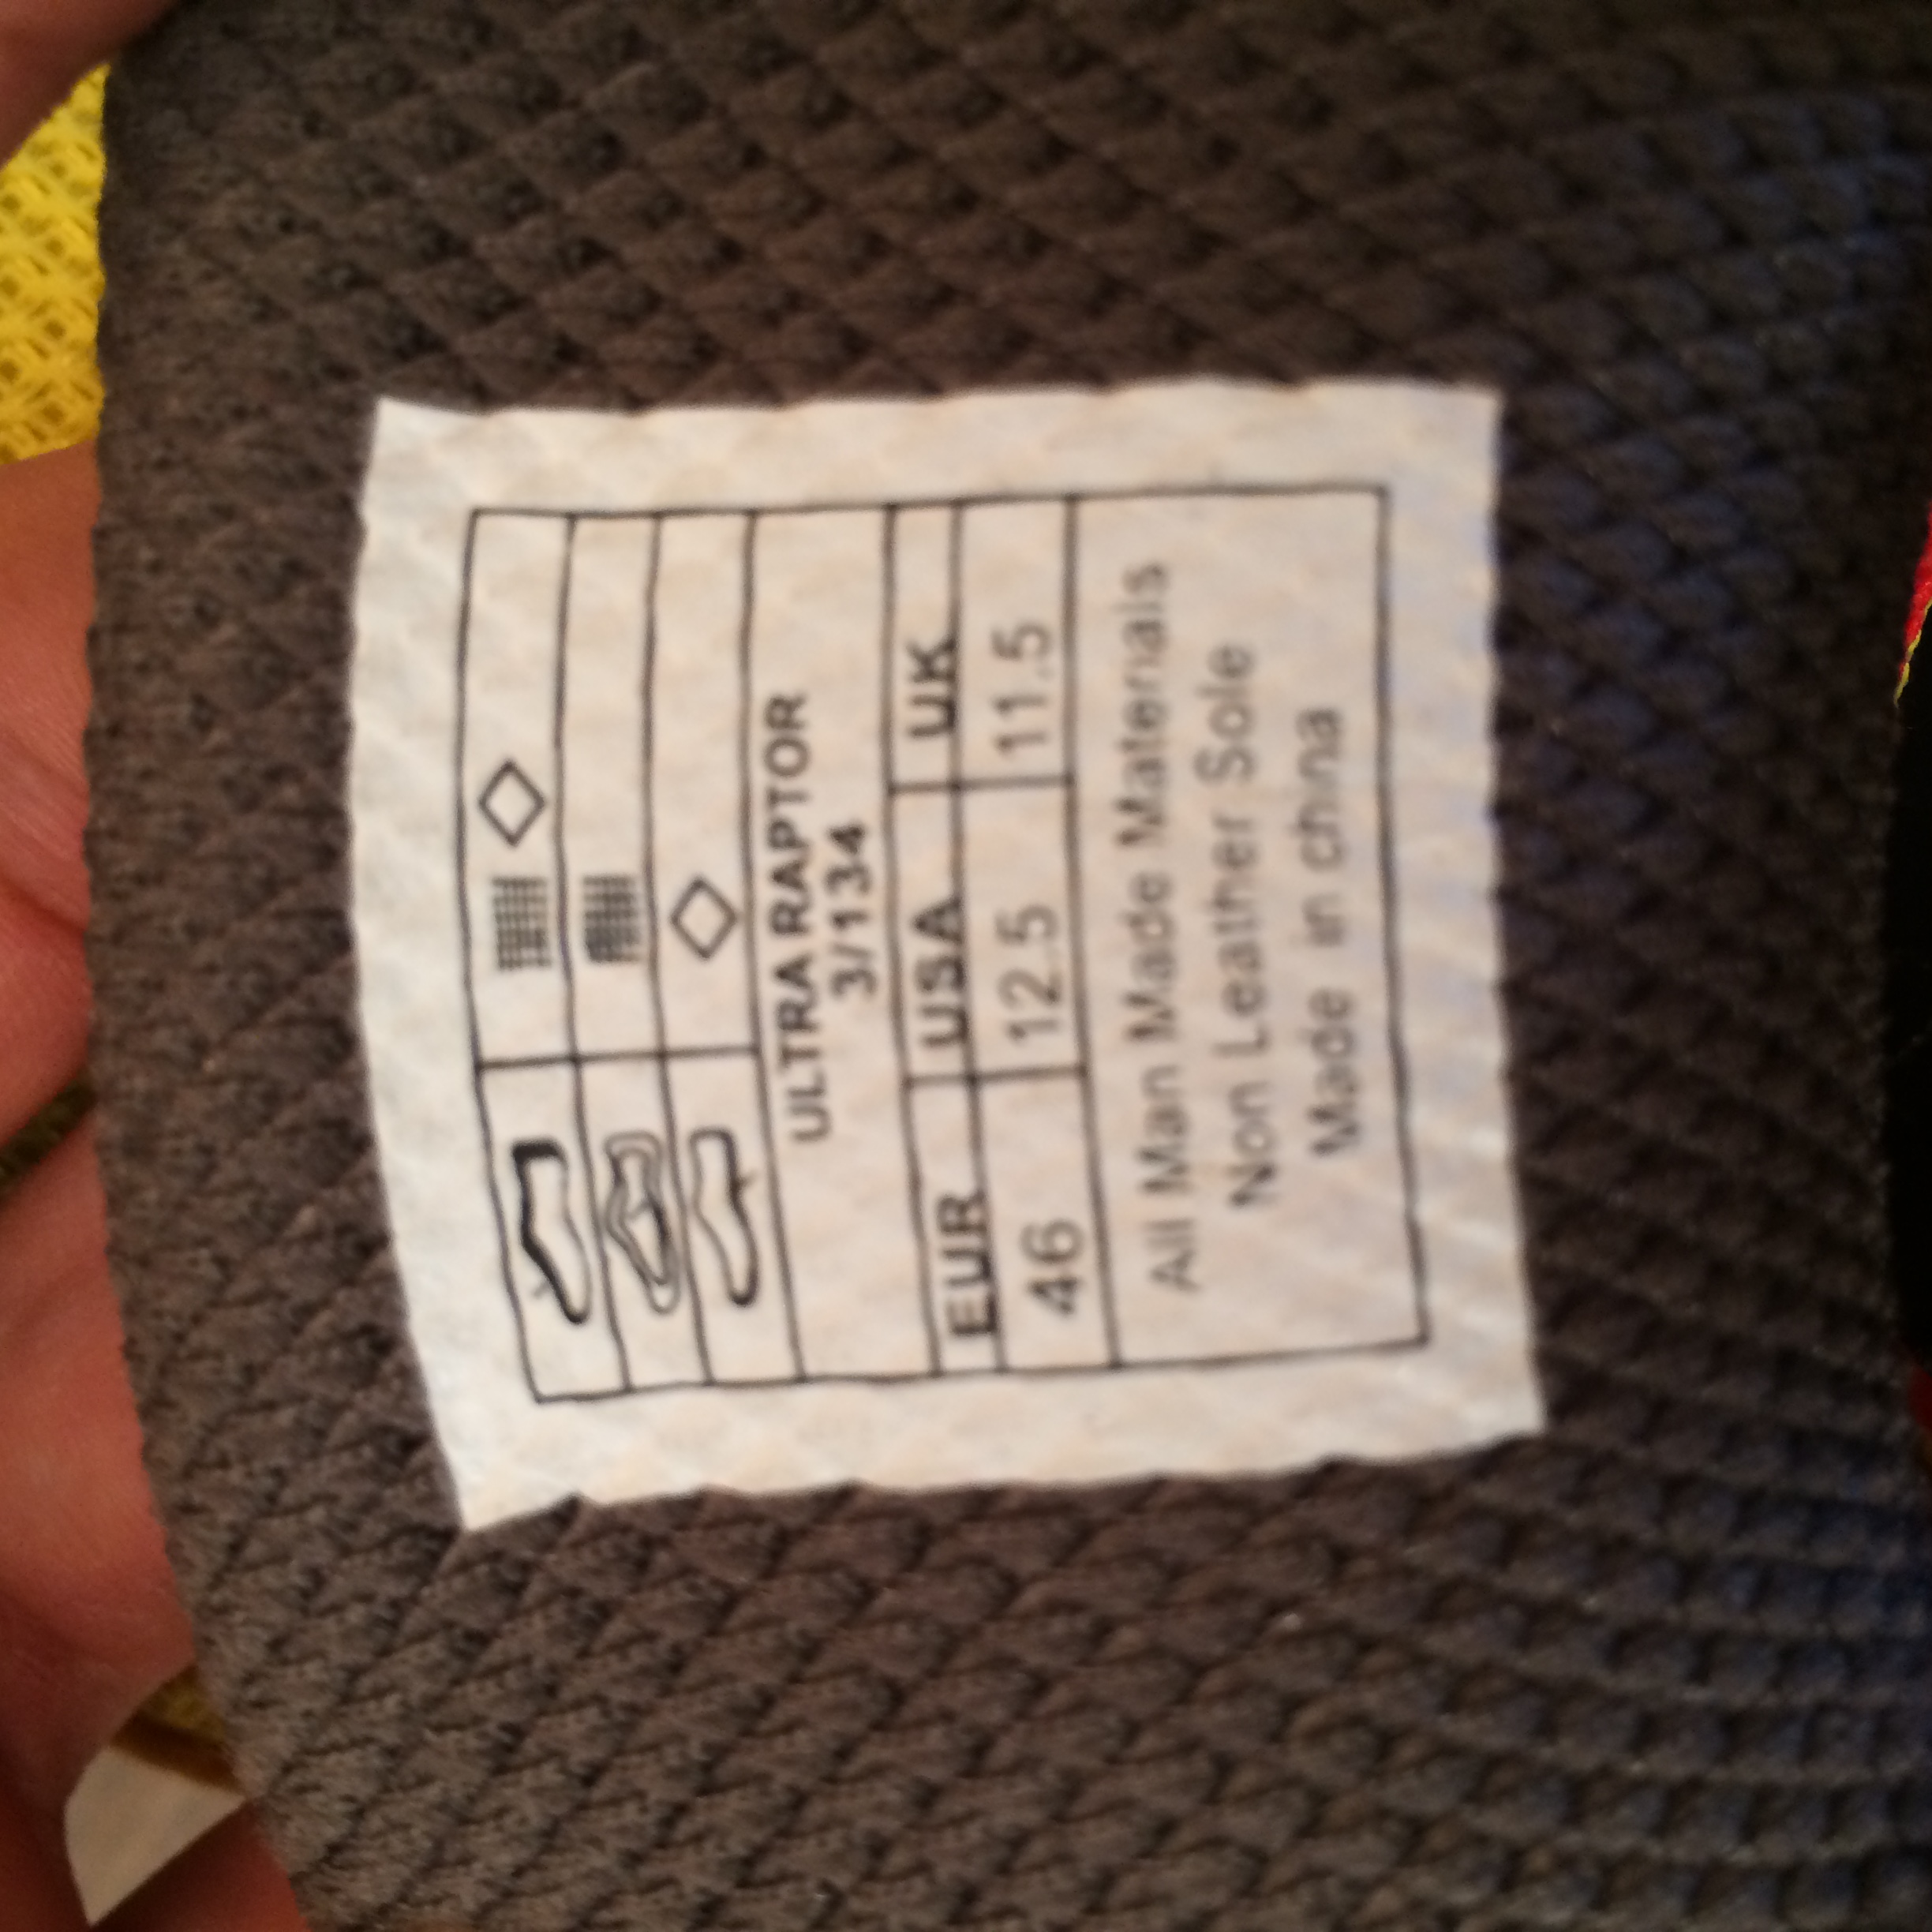 ULTRA RAPTOR
3/134
EUR USA UK
46 12.5 11.5
All Man Made Materials
Non Leather Sole
Made in china